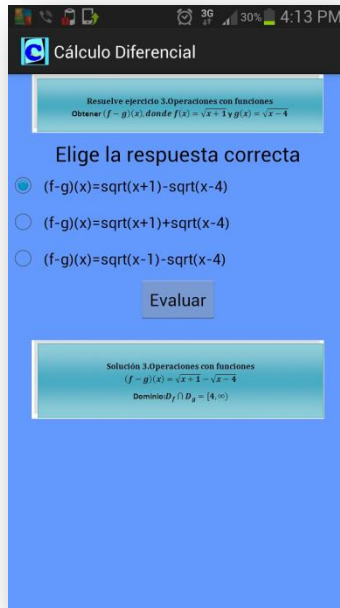 3G 30% 4:13 PM
C Cálculo Diferencial
Resuelve ejercicio 3.Operaciones con funciones
Obtener (f − g)(x), donde f(x) = √x + 1 y g(x) = √x − 4
Elige la respuesta correcta
(f-g)(x)=sqrt(x+1)-sqrt(x-4)
(f-g)(x)=sqrt(x+1)+sqrt(x-4)
(f-g)(x)=sqrt(x-1)-sqrt(x-4)
Evaluar
Solución 3.Operaciones con funciones
(f − g)(x) = √x + 1 − √x − 4
Dominio:D_f ∩ D_g = [4, ∞)